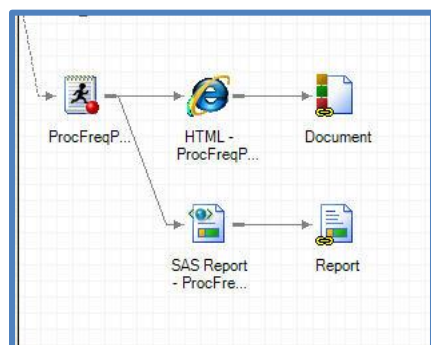 ProcFreqP...
HTML -
ProcFreqP...
Document
SAS Report
- ProcFre...
Report